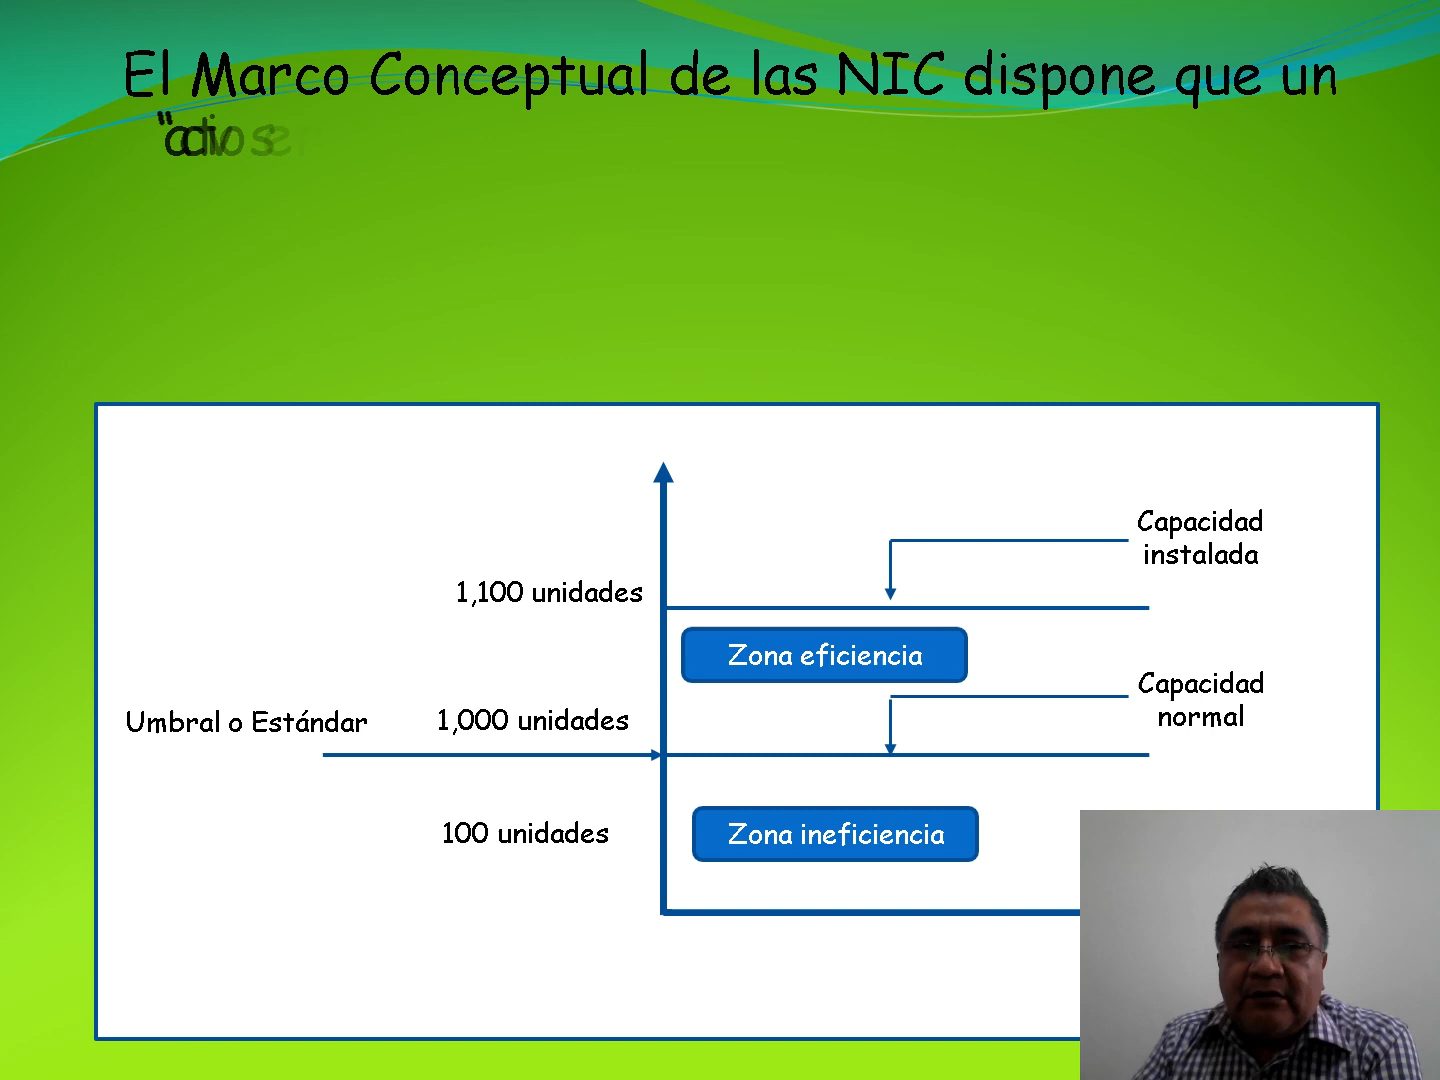 El Marco Conceptual de las NIC dispone que un
Capacidad
instalada
1,100 unidades
Zona eficiencia
Capacidad
normal
Umbral o Estándar
1,000 unidades
100 unidades
Zona ineficiencia